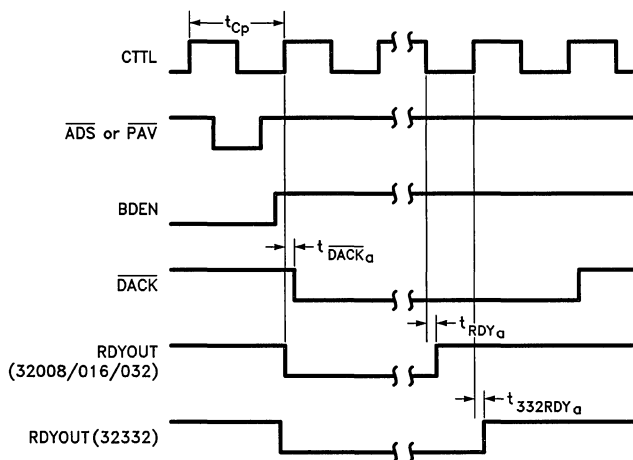 tCp
CTTL
ADS or PAV
BDEN
tDACKa
DACK
tRDYa
RDYOUT
(32008/016/032)
t332RDYa
RDYOUT(32332)